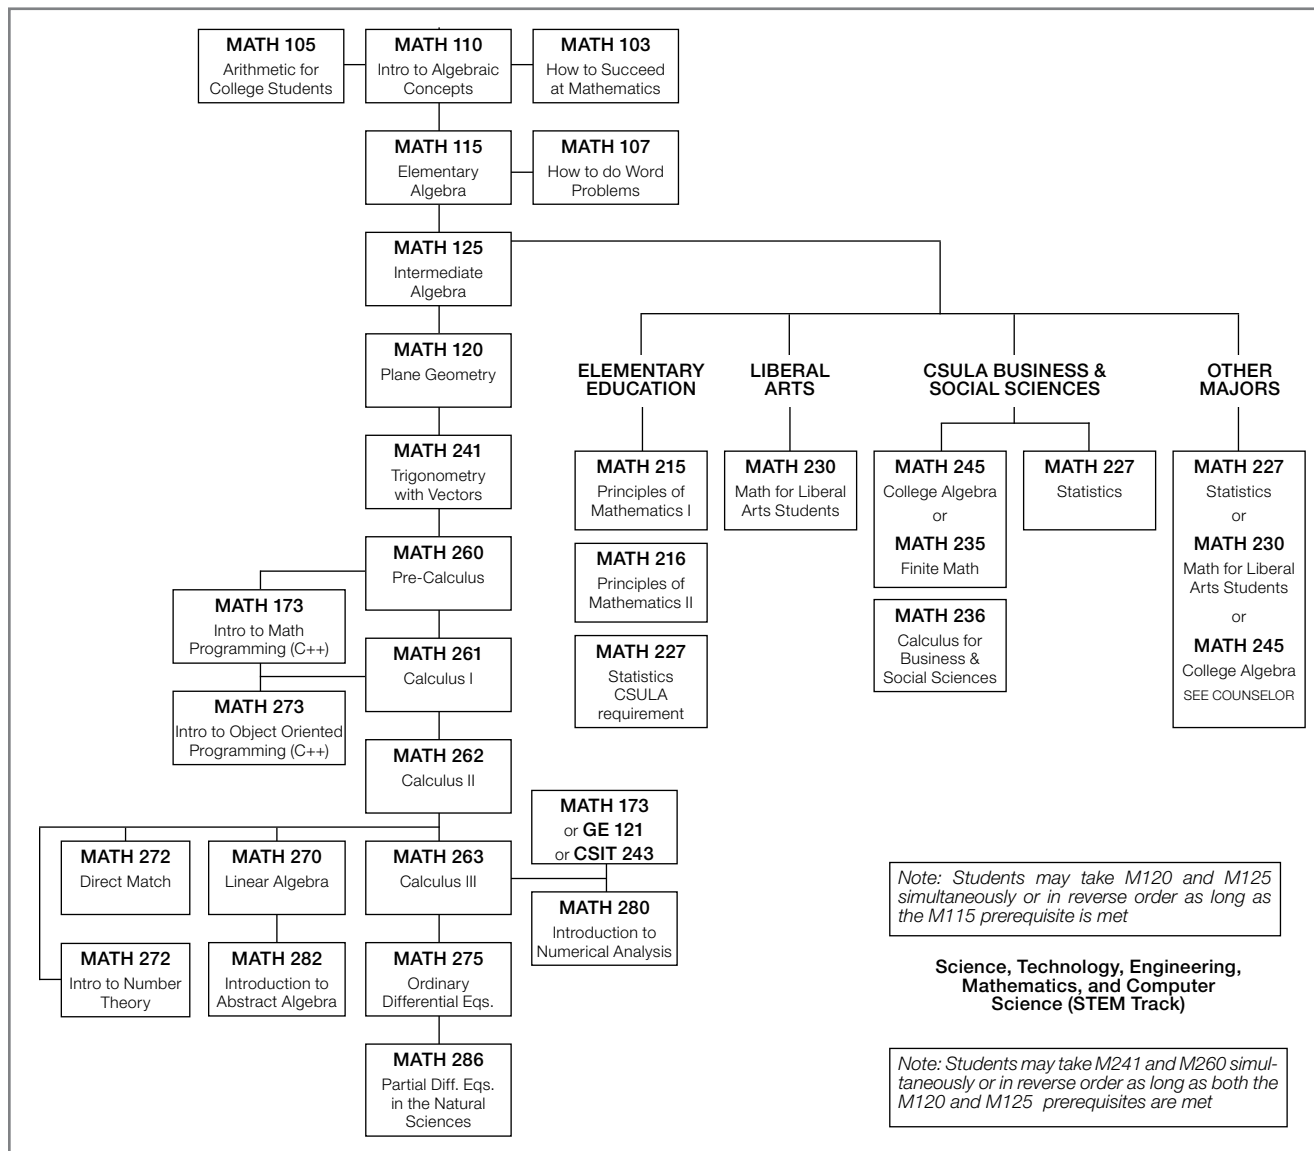 MATH 105
Arithmetic for
College Students
MATH 110
Intro to Algebraic
Concepts
MATH 103
How to Succeed
at Mathematics
MATH 115
Elementary
Algebra
MATH 107
How to do Word
Problems
MATH 125
Intermediate
Algebra
MATH 120
Plane Geometry
MATH 241
Trigonometry
with Vectors
MATH 260
Pre-Calculus
MATH 173
Intro to Math
Programming (C++)
MATH 261
Calculus I
MATH 273
Intro to Object Oriented
Programming (C++)
MATH 262
Calculus II
MATH 173
or GE 121
or CSIT 243
MATH 272
Direct Match
MATH 270
Linear Algebra
MATH 263
Calculus III
MATH 280
Introduction to
Numerical Analysis
MATH 272
Intro to Number
Theory
MATH 282
Introduction to
Abstract Algebra
MATH 275
Ordinary
Differential Eqs.
MATH 286
Partial Diff. Eqs.
in the Natural
Sciences
ELEMENTARY
EDUCATION
MATH 215
Principles of
Mathematics I
MATH 216
Principles of
Mathematics II
MATH 227
Statistics
CSULA
requirement
LIBERAL
ARTS
MATH 230
Math for Liberal
Arts Students
CSULA BUSINESS &
SOCIAL SCIENCES
MATH 245
College Algebra
or
MATH 235
Finite Math
MATH 236
Calculus for
Business &
Social Sciences
MATH 227
Statistics
OTHER
MAJORS
MATH 227
Statistics
or
MATH 230
Math for Liberal
Arts Students
or
MATH 245
College Algebra
SEE COUNSELOR
Note: Students may take M120 and M125
simultaneously or in reverse order as long as
the M115 prerequisite is met
Science, Technology, Engineering,
Mathematics, and Computer
Science (STEM Track)
Note: Students may take M241 and M260 simul-
taneously or in reverse order as long as both the
M120 and M125 prerequisites are met